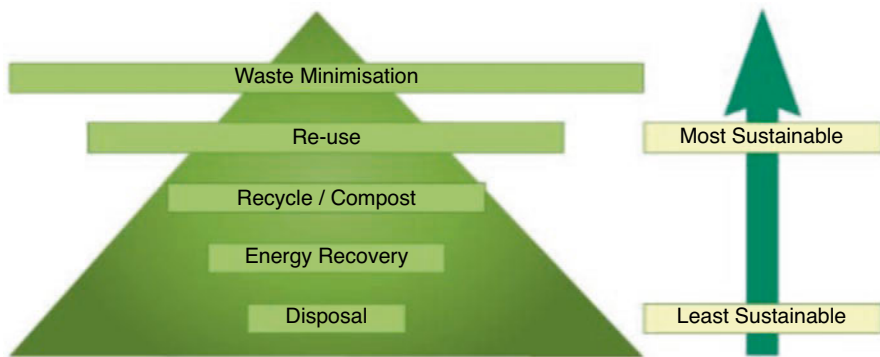 Waste Minimisation
Re-use
Most Sustainable
Recycle / Compost
Energy Recovery
Disposal
Least Sustainable